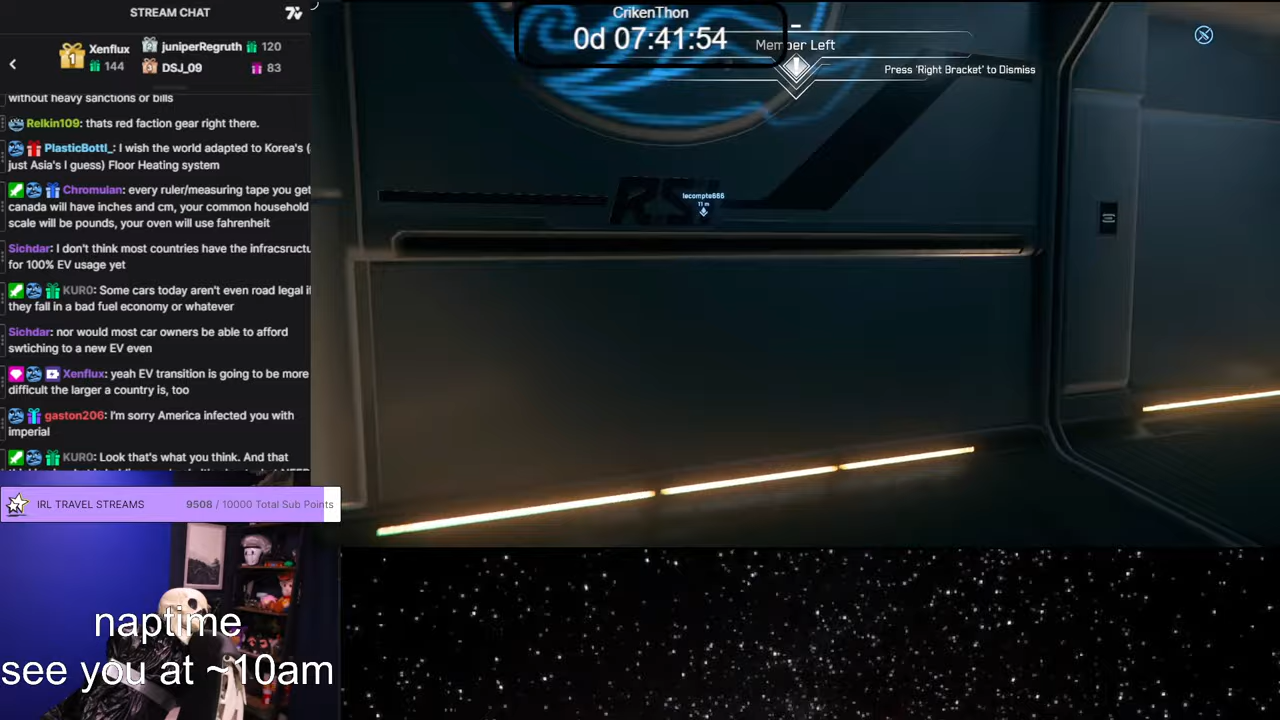 STREAM CHAT
Xenflux
144
juniperRegruth 120
DSJ_09 83
without heavy sanctions or bills
Relkin109: thats red faction gear right there.
PlasticBottl_: I wish the world adapted to Korea's (
just Asia's I guess) Floor Heating system
Chromuian: every ruler/measuring tape you get
canada will have inches and cm, your common household
scale will be pounds, your oven will use fahrenheit
Sichdar: I don't think most countries have the infracsructu
for 100% EV usage yet
KUR0: Some cars today aren't even road legal if
they fall in a bad fuel economy or whatever
Sichdar: nor would most car owners be able to afford
swtiching to a new EV even
Xenflux: yeah EV transition is going to be more
difficult the larger a country is, too
gaston206: I'm sorry America infected you with
imperial
KUR0: Look that's what you think. And that
IRL TRAVEL STREAMS 9508 / 10000 Total Sub Points
naptime
see you at ~10am
CrikenThon
0d 07:41:54
Member Left
Press 'Right Bracket' to Dismiss
RSI
lecompte666
11 m